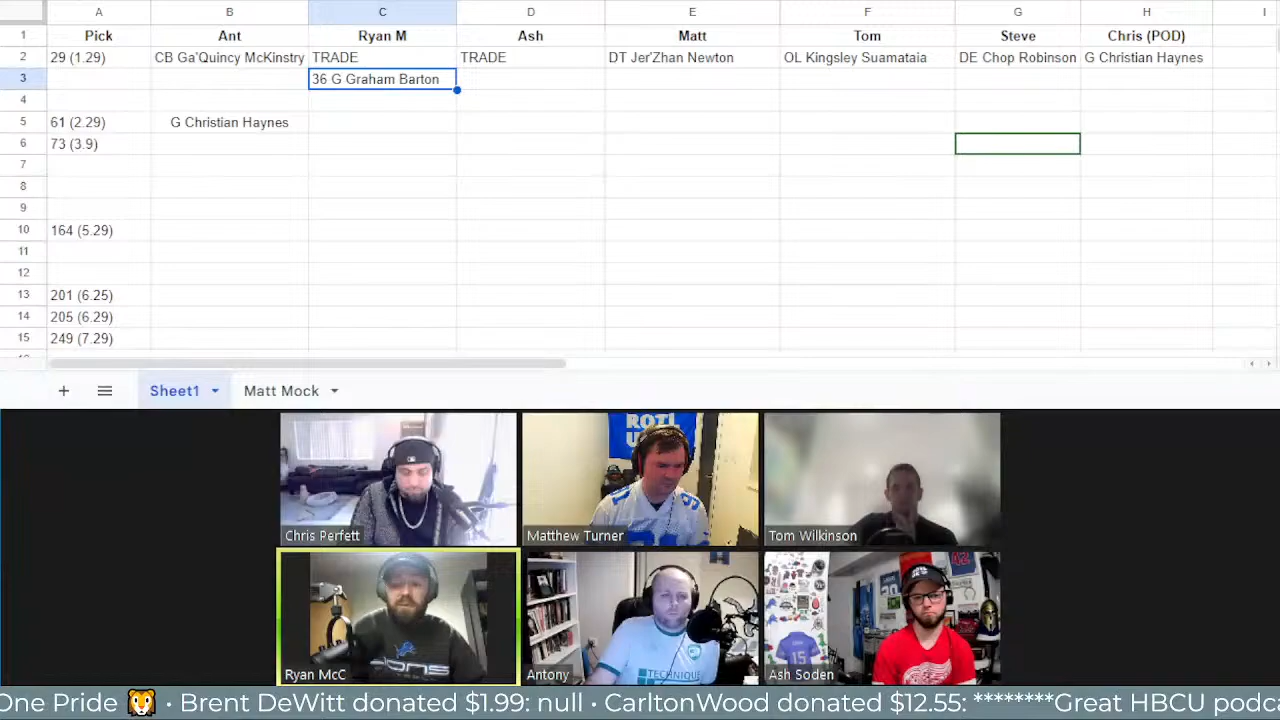 A B C D E F G H I
1 Pick Ant Ryan M Ash Matt Tom Steve Chris (POD)
2 29 (1.29) CB Ga'Quincy McKinstry TRADE TRADE DT Jer'Zhan Newton OL Kingsley Suamataia DE Chop Robinson G Christian Haynes
3 36 G Graham Barton
4
5 61 (2.29) G Christian Haynes
6 73 (3.9)
7
8
9
10 164 (5.29)
11
12
13 201 (6.25)
14 205 (6.29)
15 249 (7.29)
+ Sheet1 Matt Mock
ROTL
Chris Perfett
Matthew Turner
Tom Wilkinson
42
IONS
TECHNIQUE
15
Ryan McC
Antony
Ash Soden
One Pride 🦁 · Brent DeWitt donated $1.99: null · CarltonWood donated $12.55: ********Great HBCU podca